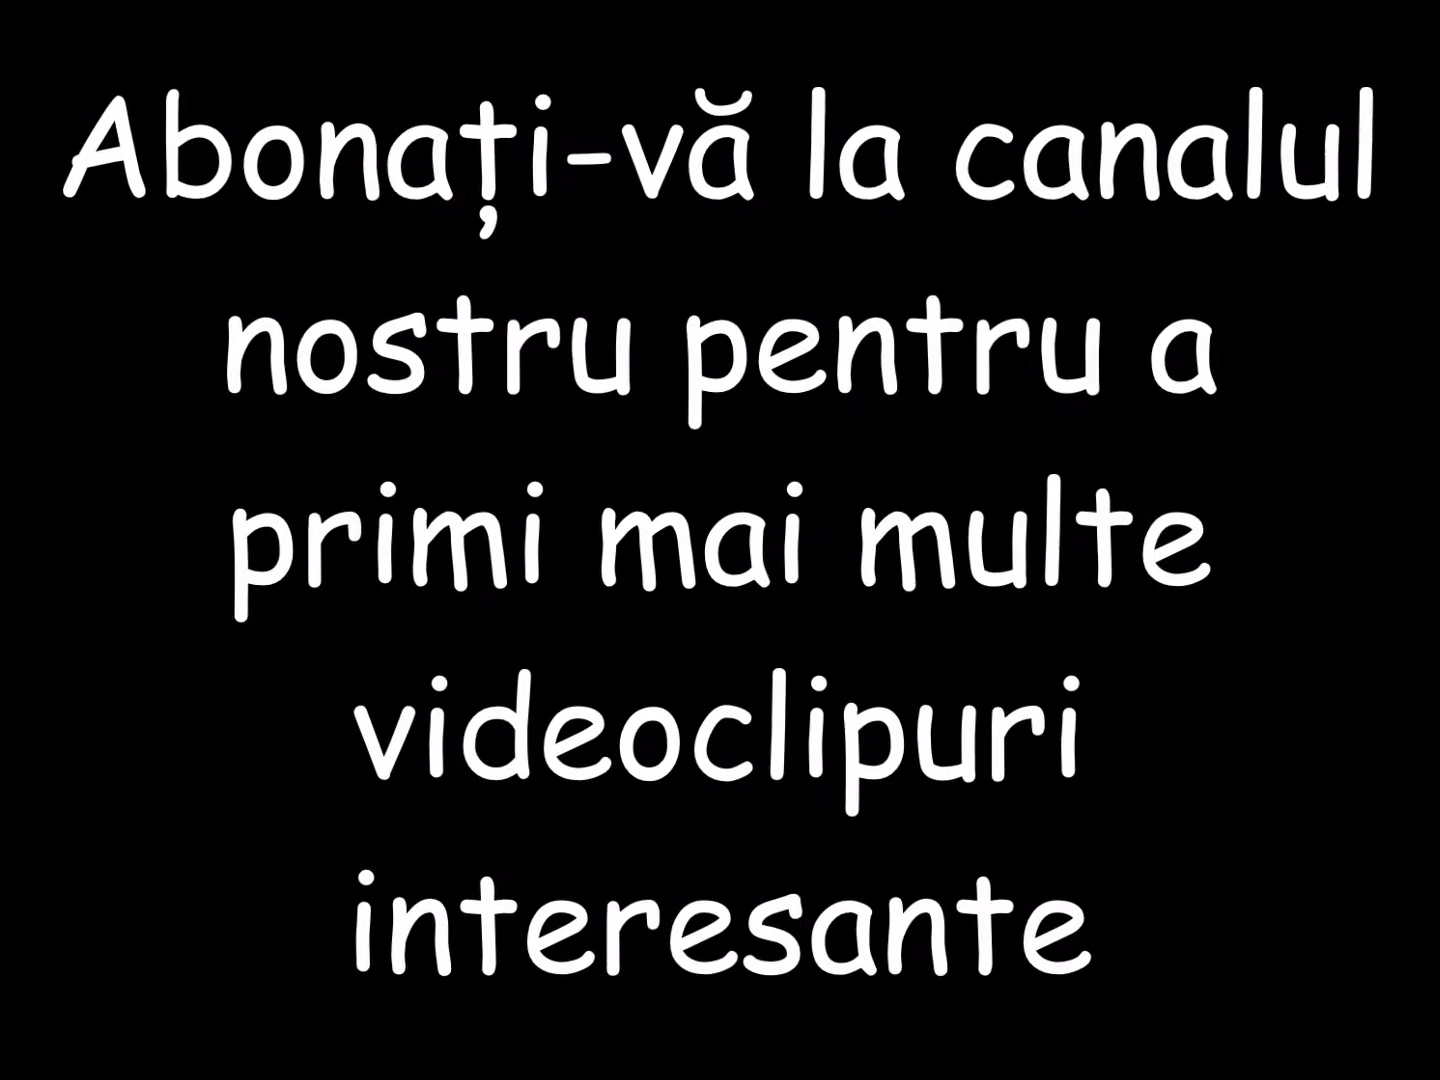 Abonați-vă la canalul
nostru pentru a
primi mai multe
videoclipuri
interesante